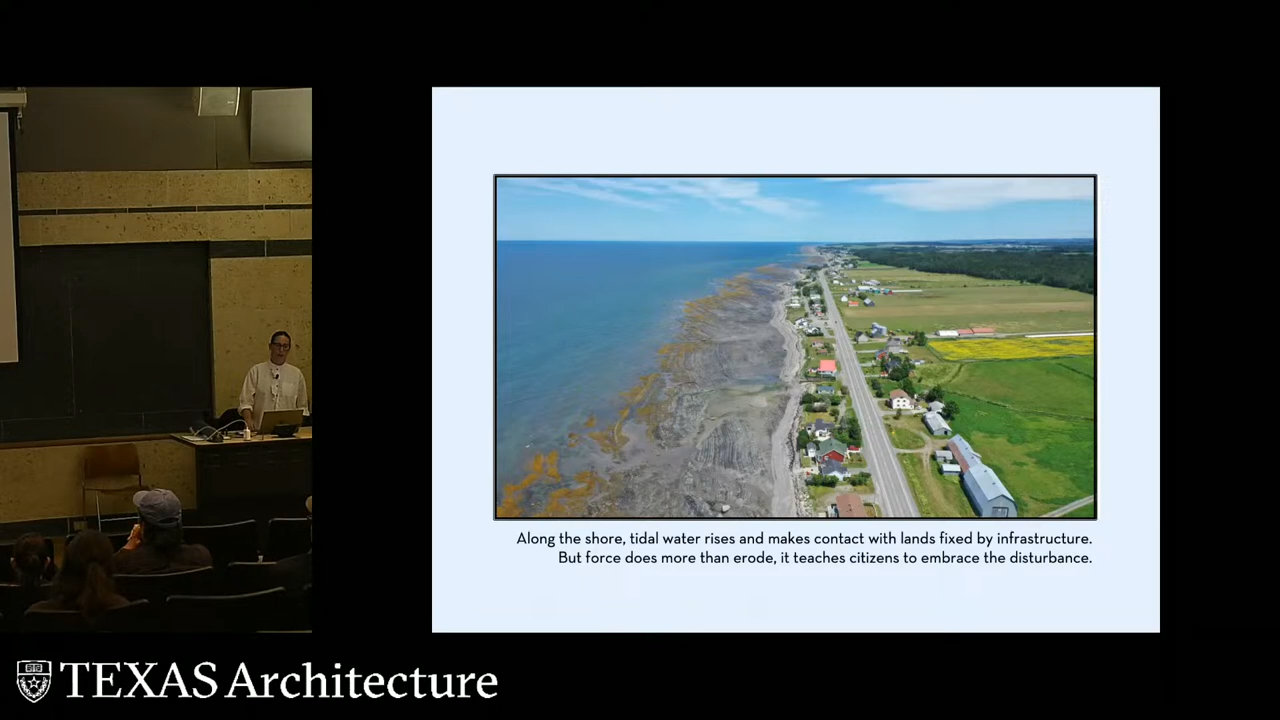 Along the shore, tidal water rises and makes contact with lands fixed by infrastructure.
But force does more than erode, it teaches citizens to embrace the disturbance.
TEXAS Architecture